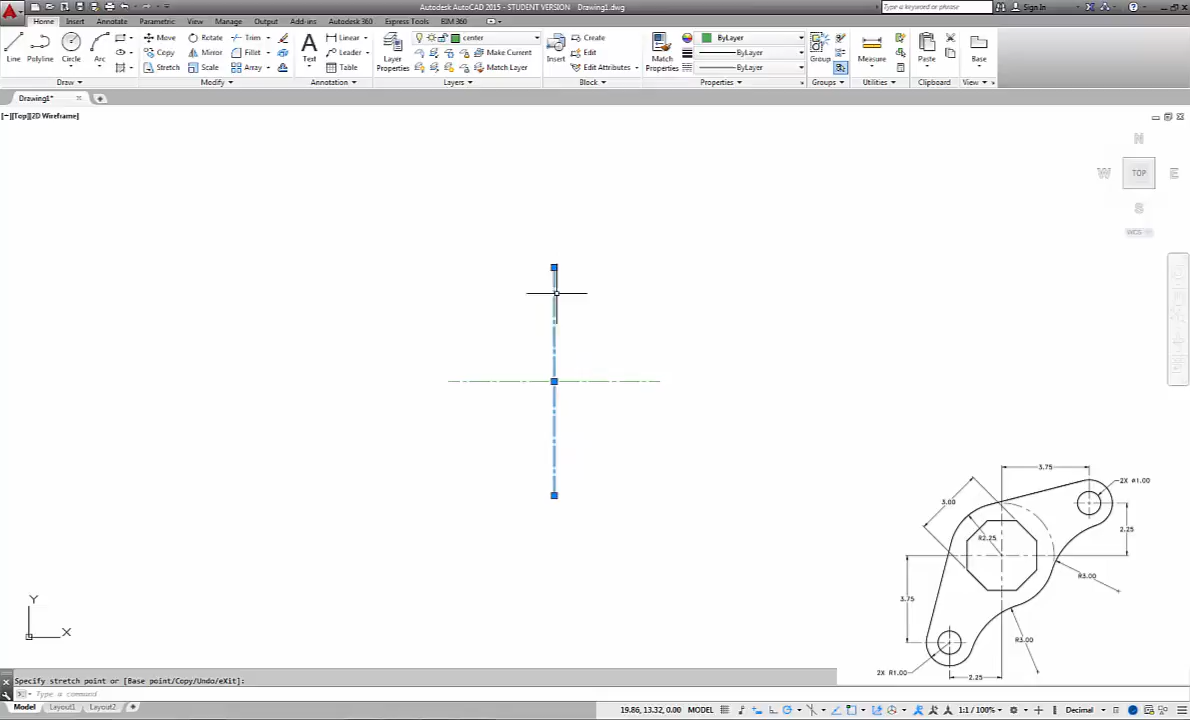 Autodesk AutoCAD 2015 - STUDENT VERSION Drawing1.dwg
Type a keyword or phrase
Sign In
Home Insert Annotate Parametric View Manage Output Add-ins Autodesk 360 Express Tools BIM 360
Line Polyline Circle Arc
Move Rotate Trim
Copy Mirror Fillet
Stretch Scale Array
Text
Linear
Leader
Table
Layer Properties
center
Make Current
Match Layer
Insert
Create
Edit
Edit Attributes
Match Properties
ByLayer
ByLayer
ByLayer
Group
Measure
Paste
Base
Draw Modify Annotation Layers Block Properties Groups Utilities Clipboard View
Drawing1*
[−][Top][2D Wireframe]
N
W TOP E
S
WCS
3.75
2X ø1.00
3.00
2.25
R2.25
R3.00
3.75
R3.00
2X R1.00
2.25
Y
X
Specify stretch point or [Base point/Copy/Undo/eXit]:
Type a command
Model Layout1 Layout2
19.86, 13.32, 0.00 MODEL 1:1 / 100% Decimal